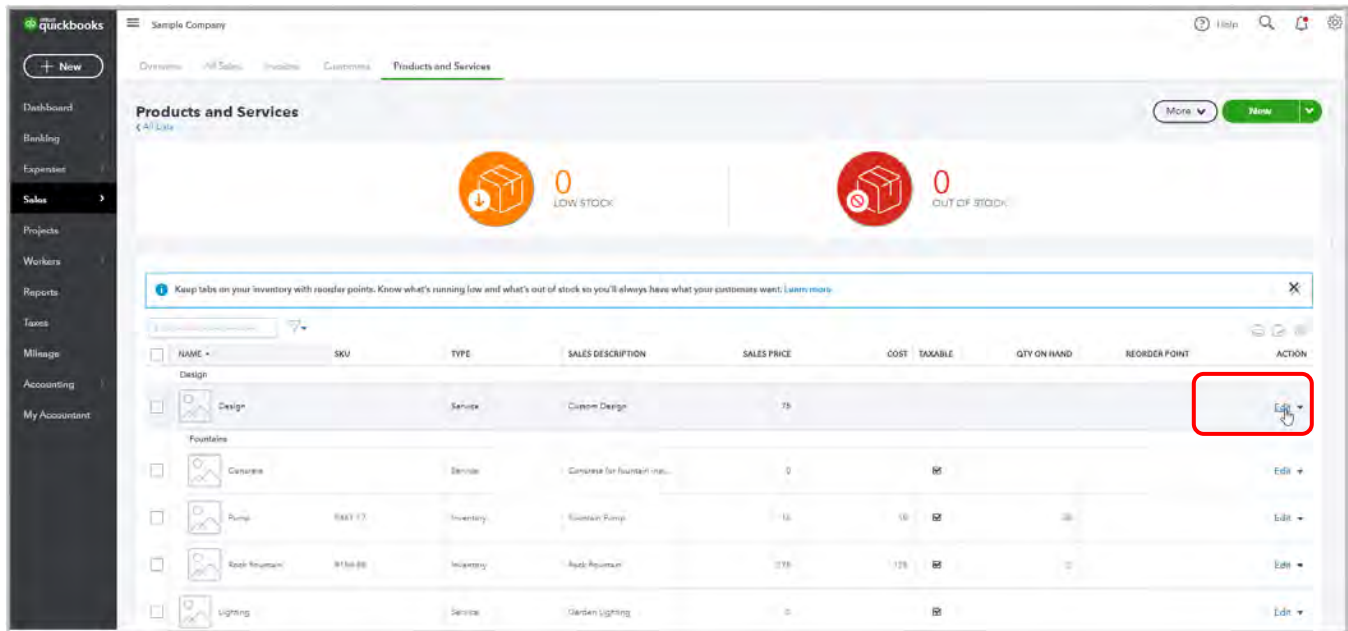 quickbooks
Sample Company
Help
+ New
Overview All Sales Invoices Customers Products and Services
Dashboard
Banking
Expenses
Sales
Projects
Workers
Reports
Taxes
Mileage
Accounting
My Accountant
Products and Services
All Lists
More
New
0
LOW STOCK
0
OUT OF STOCK
Keep tabs on your inventory with reorder points. Know what's running low and what's out of stock so you'll always have what your customers want. Learn more
NAME SKU TYPE SALES DESCRIPTION SALES PRICE COST TAXABLE QTY ON HAND REORDER POINT ACTION
Design
Design Service Custom Design 75 Edit
Fountains
Concrete Service Concrete for fountain 0 Edit
Pump Inventory Fountain Pump Edit
Rock Fountain Inventory Rock Fountain 275 125 Edit
Lighting Service Garden Lighting 0 Edit